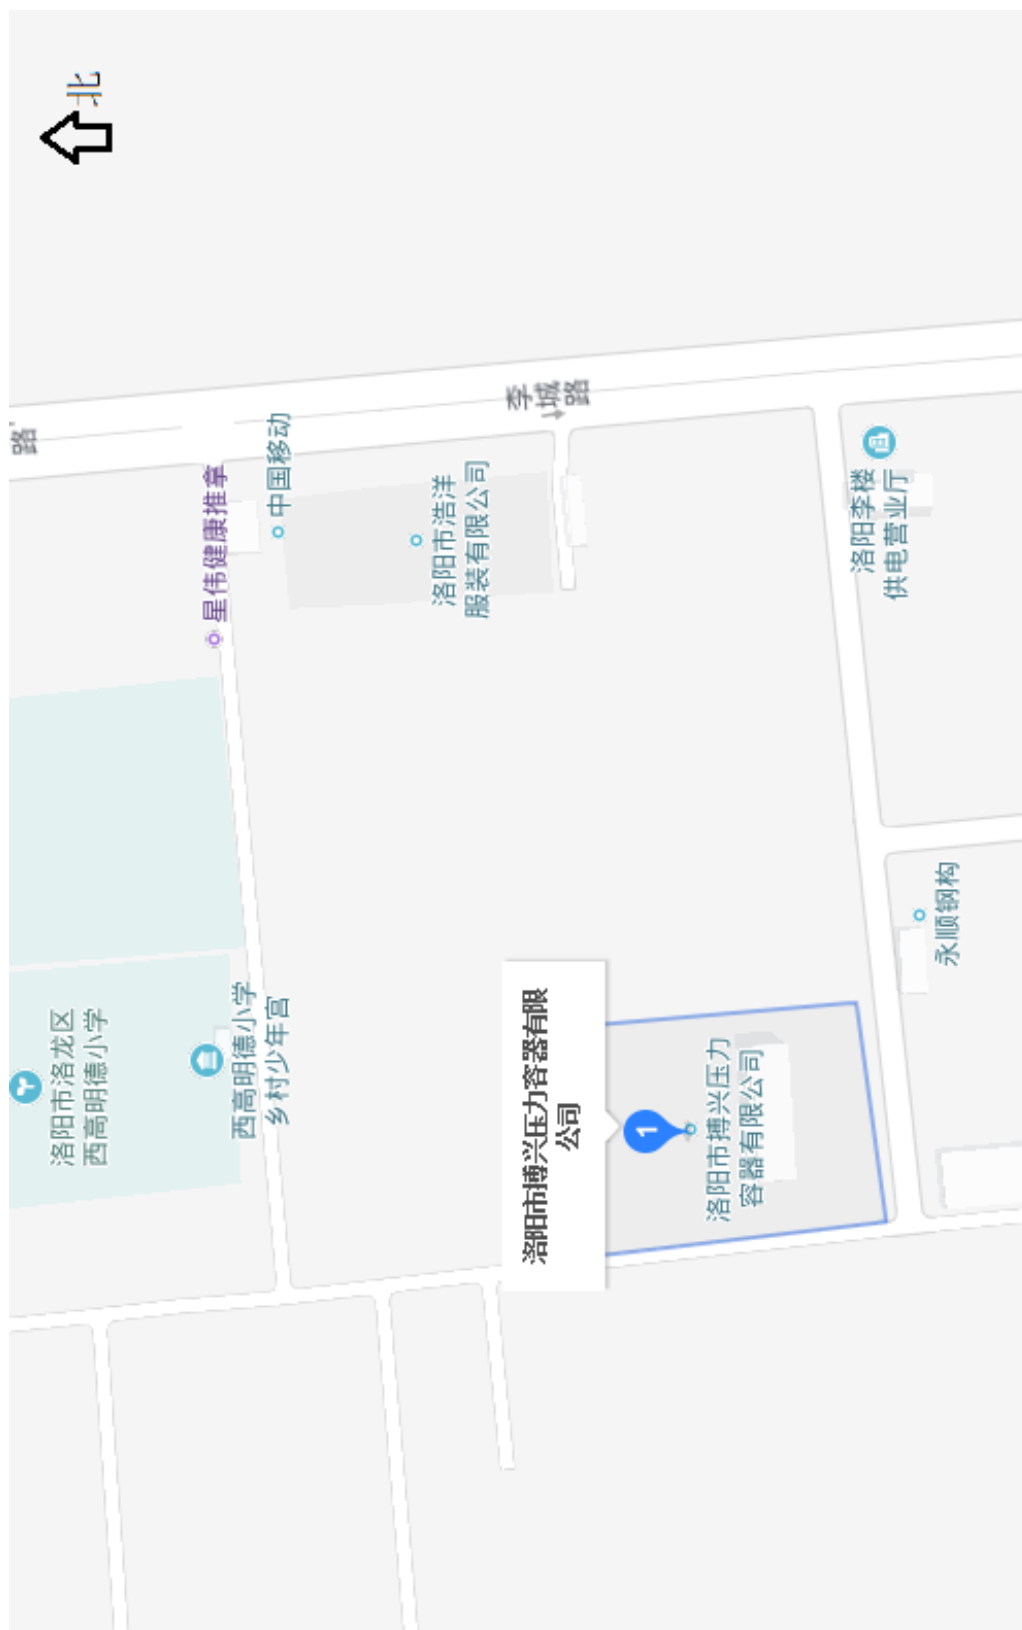 北
路
李城路
星伟健康推拿
中国移动
洛阳市浩洋
服装有限公司
洛阳李楼
供电营业厅
永顺钢构
洛阳市洛龙区
西高明德小学
西高明德小学
乡村少年宫
洛阳市搏兴压力容器有限
公司
1
洛阳市搏兴压力
容器有限公司